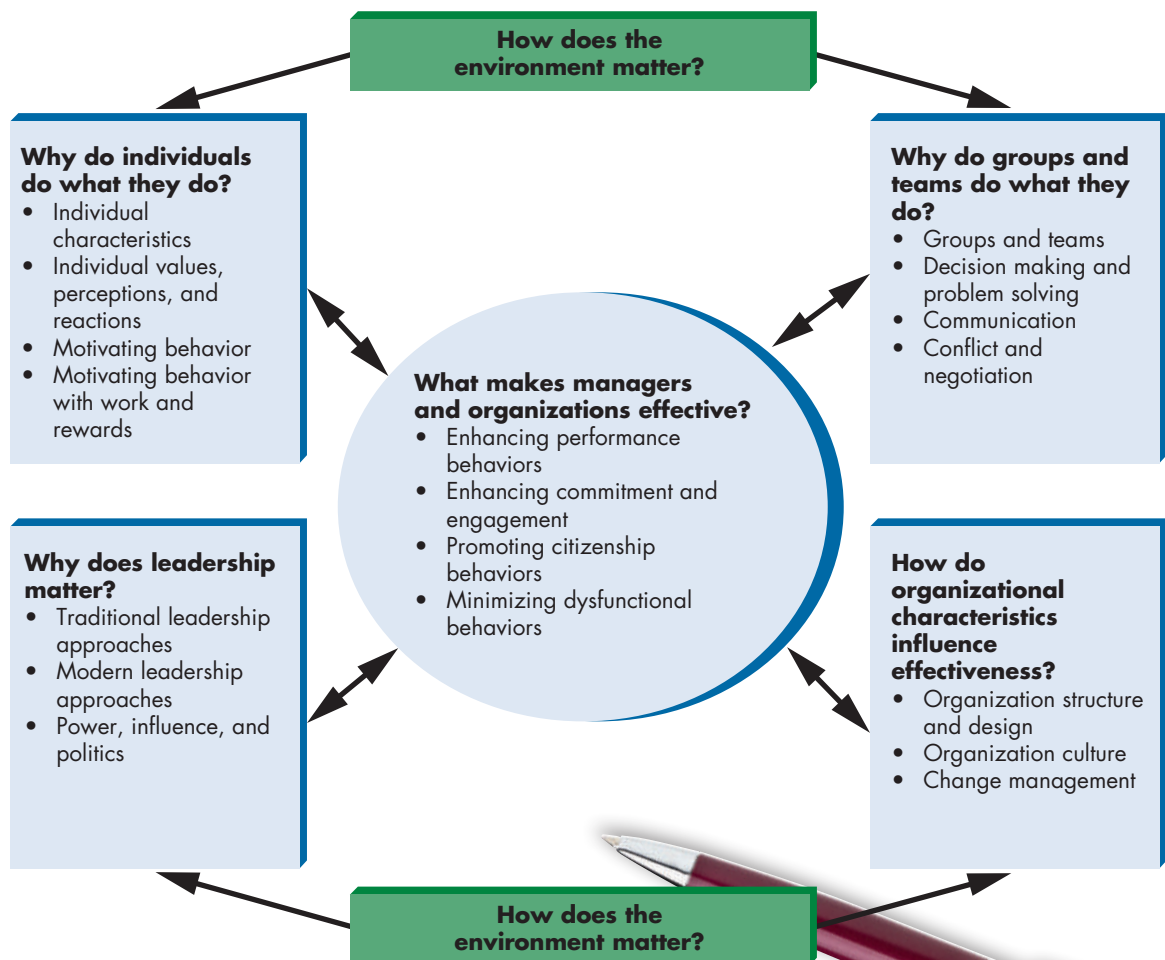 How does the
environment matter?
Why do individuals
do what they do?
• Individual
characteristics
• Individual values,
perceptions, and
reactions
• Motivating behavior
• Motivating behavior
with work and
rewards
Why do groups and
teams do what they
do?
• Groups and teams
• Decision making and
problem solving
• Communication
• Conflict and
negotiation
What makes managers
and organizations effective?
• Enhancing performance
behaviors
• Enhancing commitment and
engagement
• Promoting citizenship
behaviors
• Minimizing dysfunctional
behaviors
Why does leadership
matter?
• Traditional leadership
approaches
• Modern leadership
approaches
• Power, influence, and
politics
How do
organizational
characteristics
influence
effectiveness?
• Organization structure
and design
• Organization culture
• Change management
How does the
environment matter?